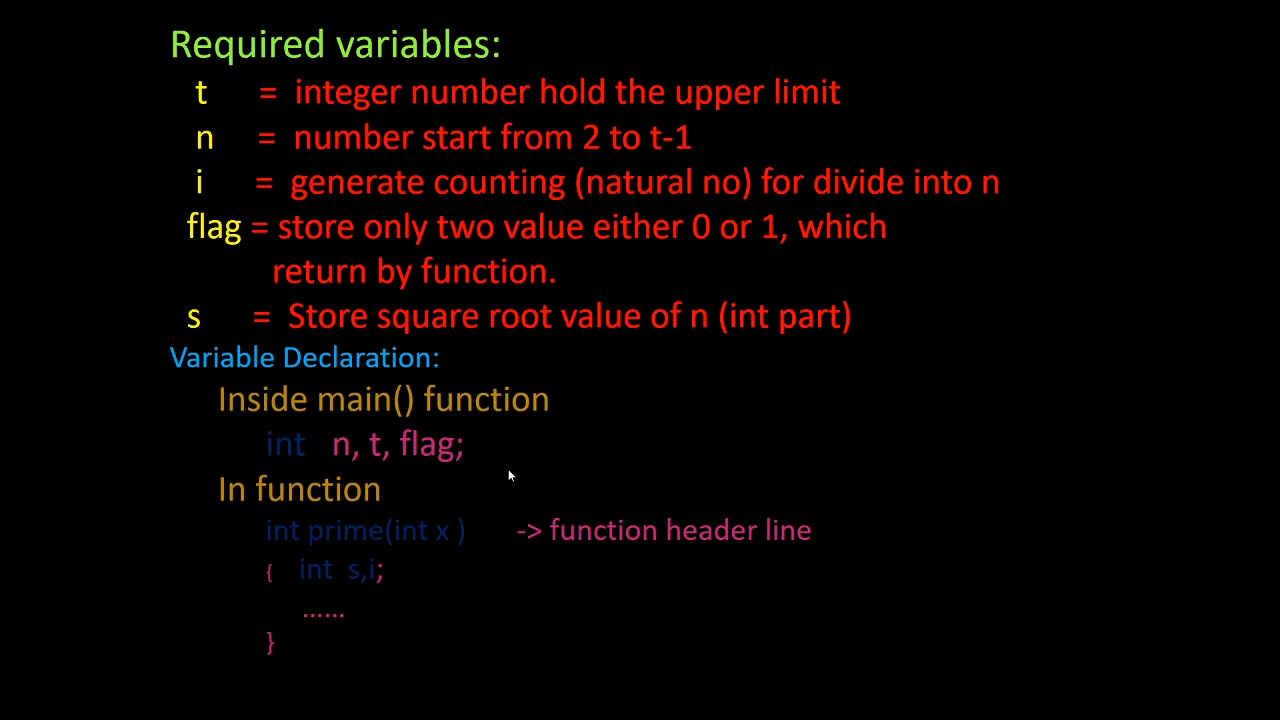 Required variables:
t = integer number hold the upper limit
n = number start from 2 to t-1
i = generate counting (natural no) for divide into n
flag = store only two value either 0 or 1, which
return by function.
s = Store square root value of n (int part)
Variable Declaration:
Inside main() function
int n, t, flag;
In function
int prime(int x ) -> function header line
{ int s,i;
......
}